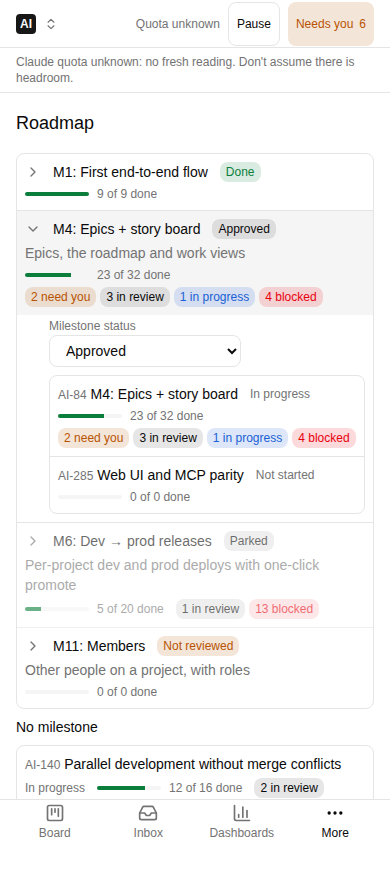 AI Quota unknown Pause Needs you 6
Claude quota unknown: no fresh reading. Don't assume there is
headroom.
Roadmap
M1: First end-to-end flow Done
9 of 9 done
M4: Epics + story board Approved
Epics, the roadmap and work views
23 of 32 done
2 need you 3 in review 1 in progress 4 blocked
Milestone status
Approved
AI-84 M4: Epics + story board In progress
23 of 32 done
2 need you 3 in review 1 in progress 4 blocked
AI-285 Web UI and MCP parity Not started
0 of 0 done
M6: Dev → prod releases Parked
Per-project dev and prod deploys with one-click
promote
5 of 20 done 1 in review 13 blocked
M11: Members Not reviewed
Other people on a project, with roles
0 of 0 done
No milestone
AI-140 Parallel development without merge conflicts
In progress 12 of 16 done 2 in review
Board Inbox Dashboards More